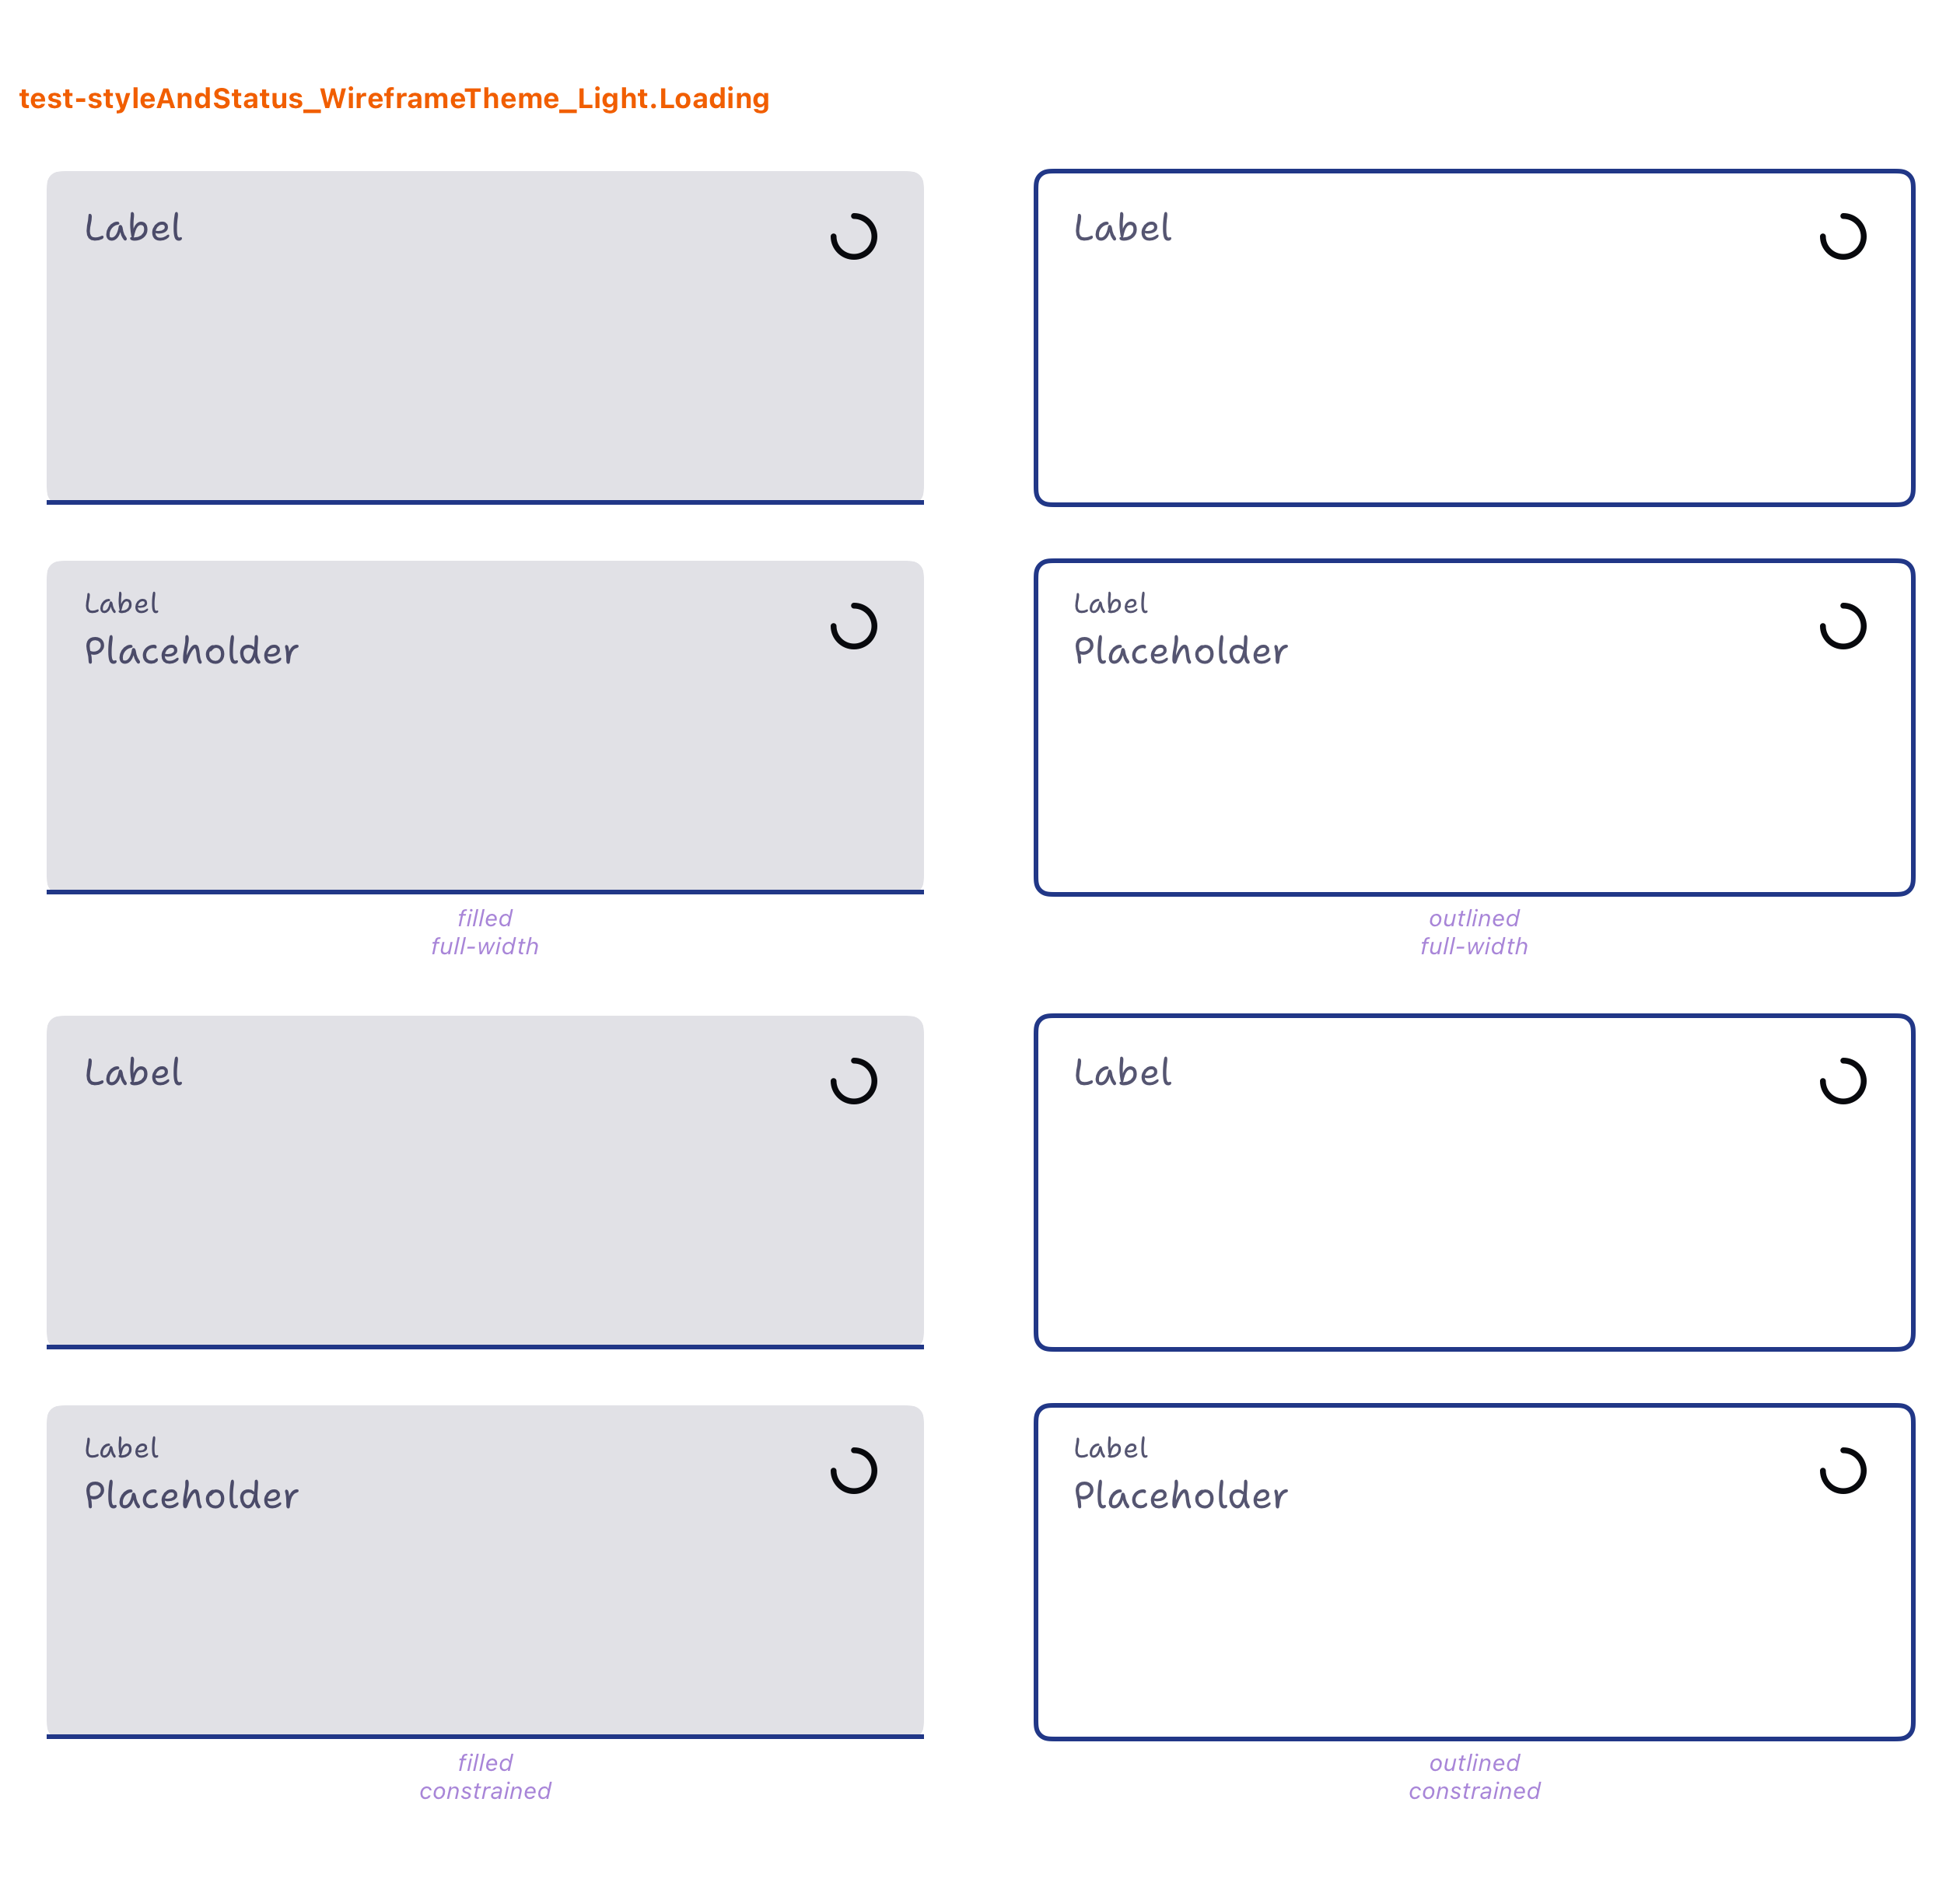 test-styleAndStatus_WireframeTheme_Light.Loading
Label
Label
Label
Placeholder
Label
Placeholder
filled
full-width
outlined
full-width
Label
Label
Label
Placeholder
Label
Placeholder
filled
constrained
outlined
constrained